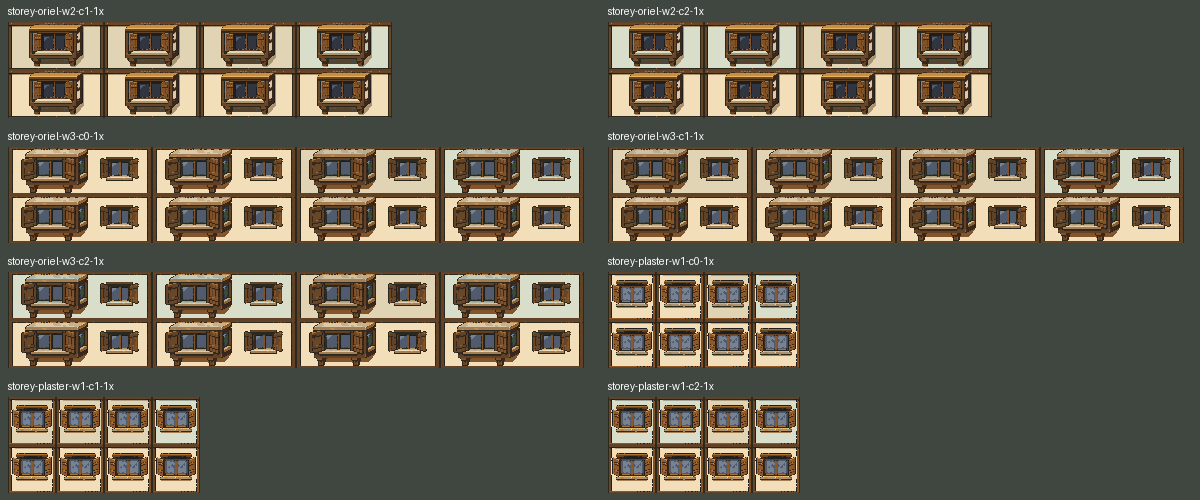 storey-oriel-w2-c1-1x
storey-oriel-w2-c2-1x
storey-oriel-w3-c0-1x
storey-oriel-w3-c1-1x
storey-oriel-w3-c2-1x
storey-plaster-w1-c0-1x
storey-plaster-w1-c1-1x
storey-plaster-w1-c2-1x